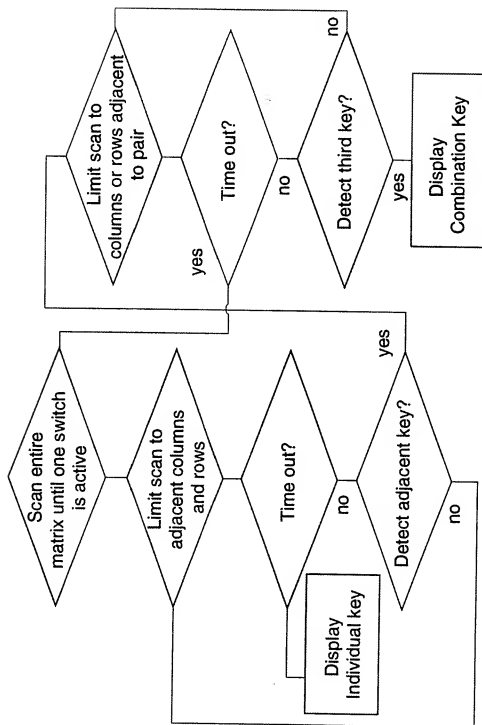 Scan entire
matrix until one switch
is active
Limit scan to
adjacent columns
and rows
Time out?
no
Display
Individual key
Detect adjacent key?
yes
no
Limit scan to
columns or rows adjacent
to pair
Time out?
yes
no
Detect third key?
no
yes
Display
Combination Key